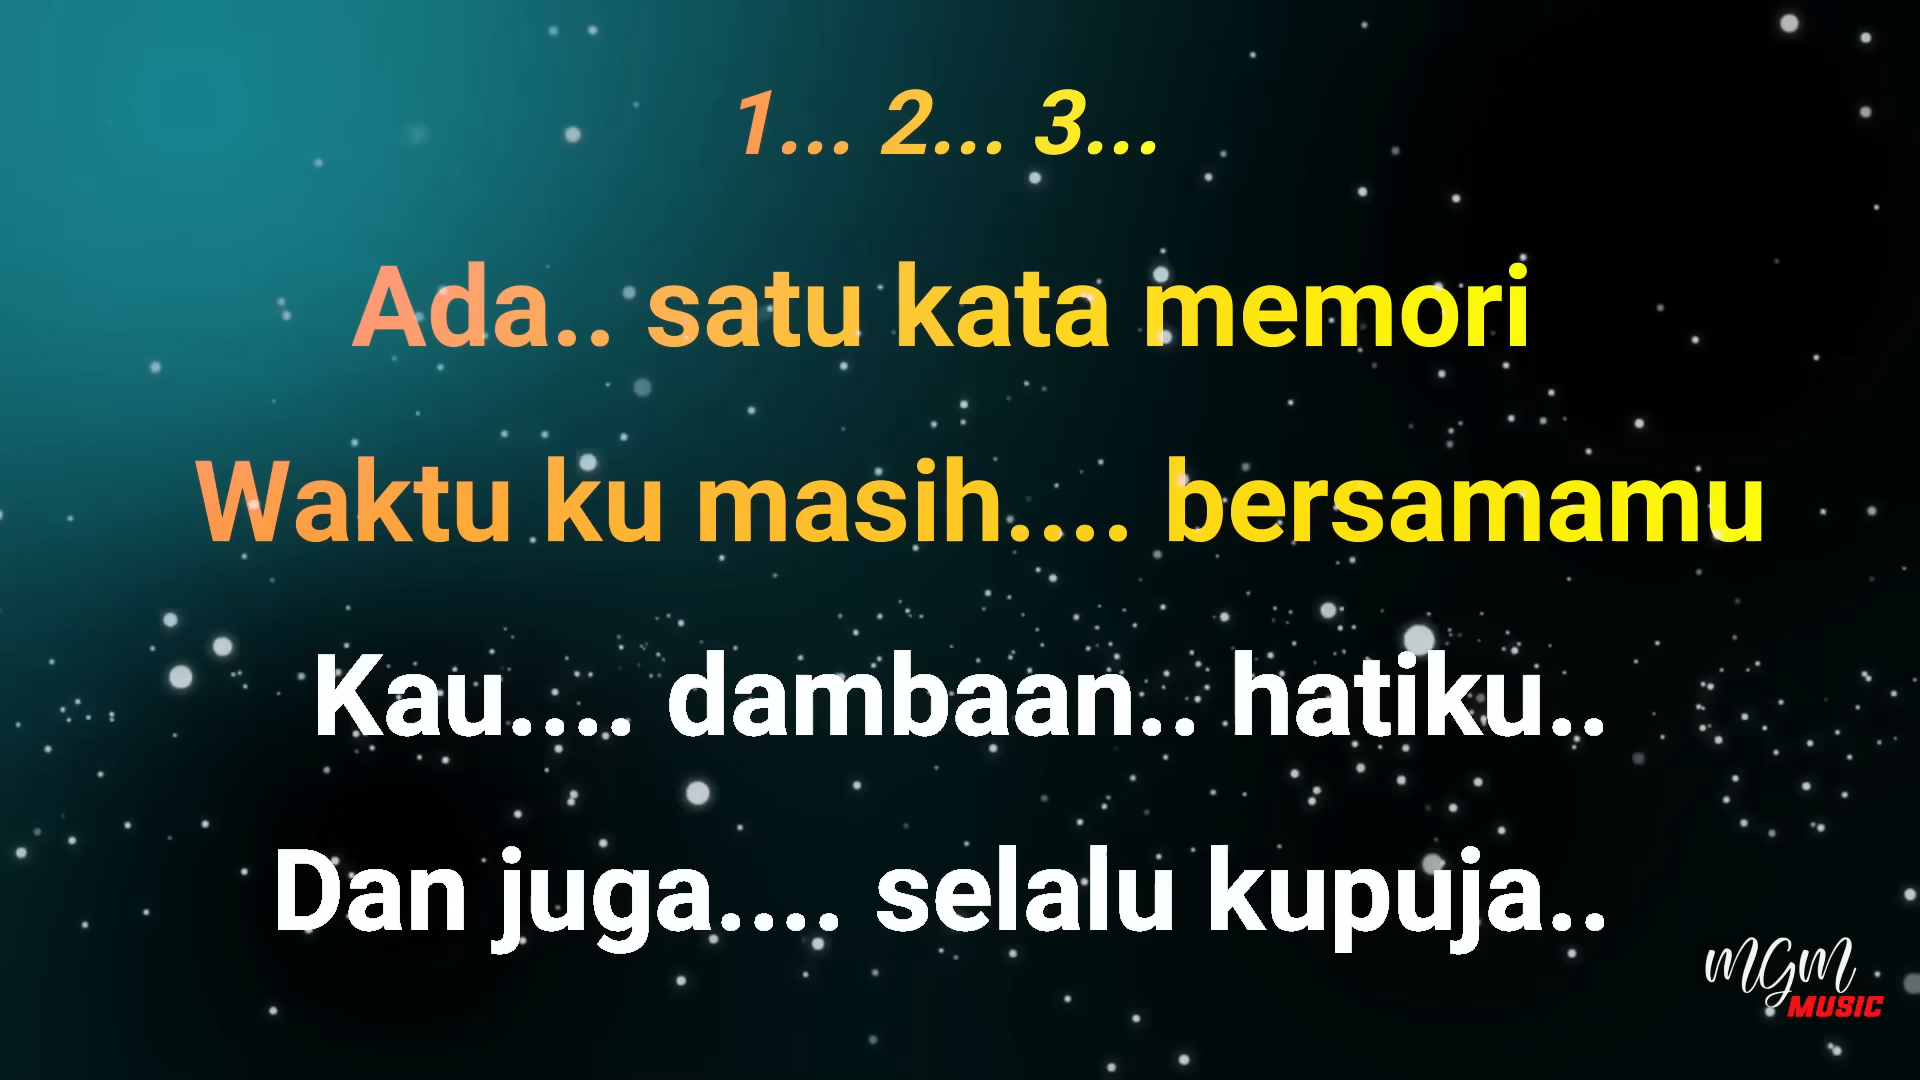 1... 2... 3...
Ada.. satu kata memori
Waktu ku masih.... bersamamu
Kau.... dambaan.. hatiku..
Dan juga.... selalu kupuja..
MGM
MUSIC